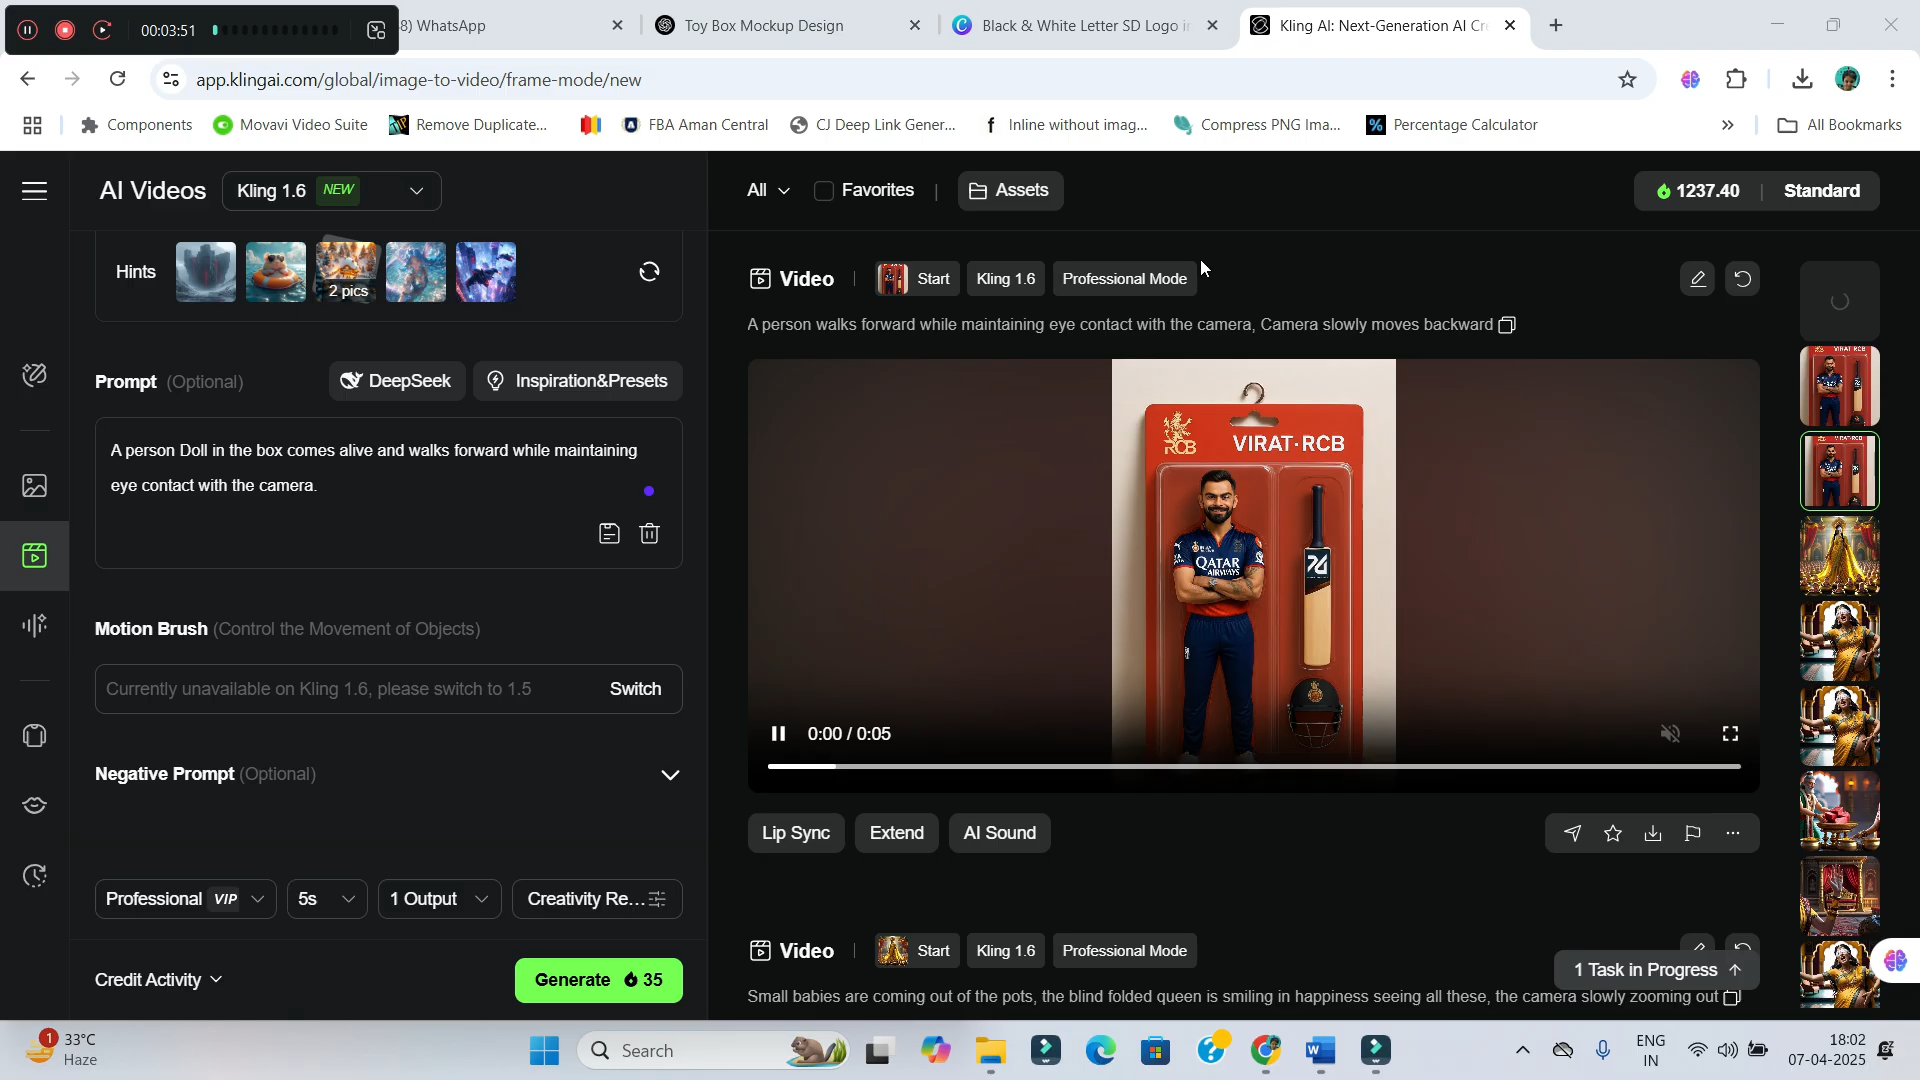 00:03:51
8) WhatsApp
Toy Box Mockup Design
Black & White Letter SD Logo in
Kling AI: Next-Generation AI Cre
app.klingai.com/global/image-to-video/frame-mode/new
Components
Movavi Video Suite
Remove Duplicate...
FBA Aman Central
CJ Deep Link Gener...
Inline without imag...
Compress PNG Ima...
Percentage Calculator
All Bookmarks
AI Videos
Kling 1.6 NEW
All
Favorites
Assets
1237.40
Standard
Hints
2 pics
Video
Start
Kling 1.6
Professional Mode
A person walks forward while maintaining eye contact with the camera, Camera slowly moves backward
Prompt (Optional)
DeepSeek
Inspiration&Presets
A person Doll in the box comes alive and walks forward while maintaining
eye contact with the camera.
RCB
VIRAT·RCB
QATAR
AIRWAYS
0:00 / 0:05
Motion Brush (Control the Movement of Objects)
Currently unavailable on Kling 1.6, please switch to 1.5
Switch
Negative Prompt (Optional)
Lip Sync
Extend
AI Sound
Professional VIP
5s
1 Output
Creativity Re...
Video
Start
Kling 1.6
Professional Mode
1 Task in Progress
Small babies are coming out of the pots, the blind folded queen is smiling in happiness seeing all these, the camera slowly zooming out
Credit Activity
Generate 35
VIRAT·RCB
VIRAT·RCB
1
33°C
Haze
Search
ENG
IN
18:02
07-04-2025